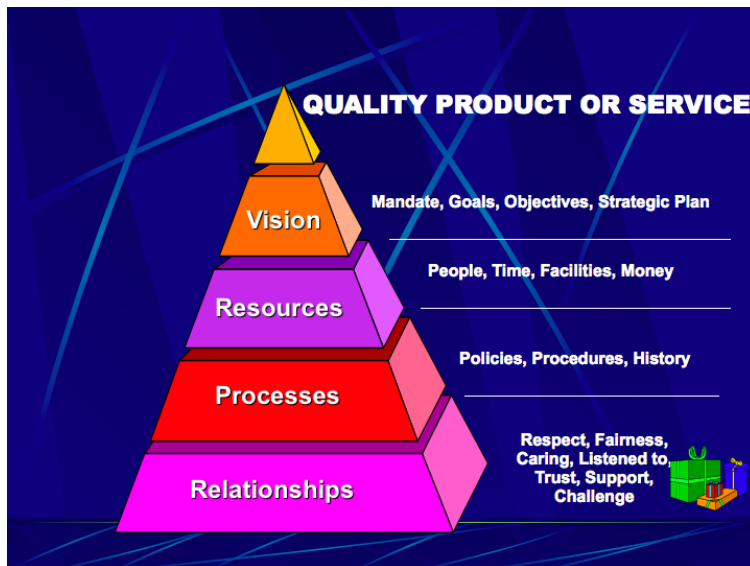 QUALITY PRODUCT OR SERVICE
Vision
Mandate, Goals, Objectives, Strategic Plan
Resources
People, Time, Facilities, Money
Processes
Policies, Procedures, History
Relationships
Respect, Fairness,
Caring, Listened to,
Trust, Support,
Challenge